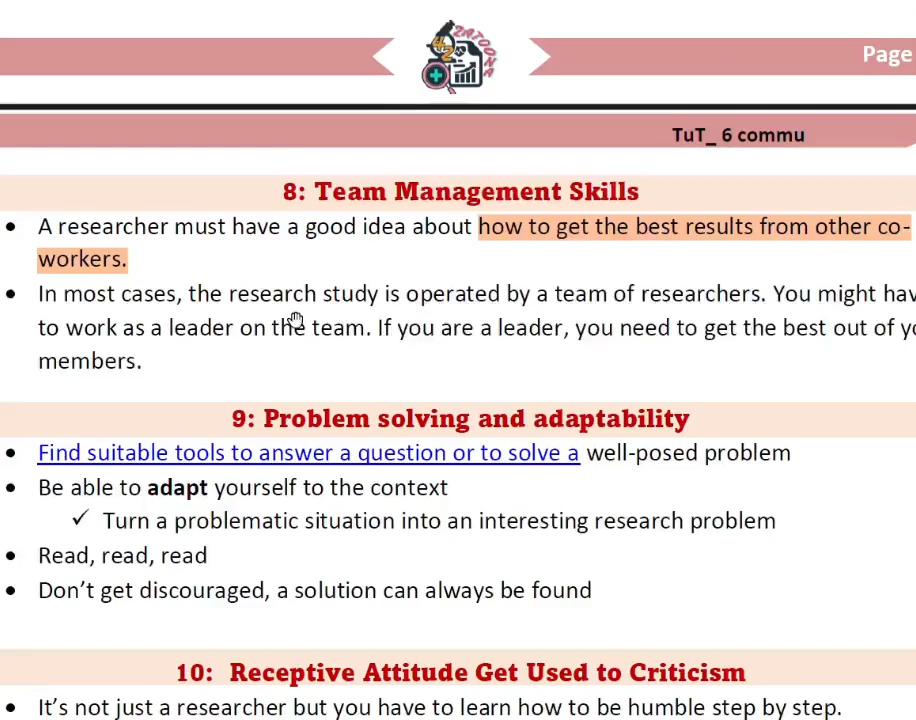 ZATOONA
42
Page
TuT_ 6 commu
8: Team Management Skills
• A researcher must have a good idea about how to get the best results from other co-
workers.
• In most cases, the research study is operated by a team of researchers. You might hav
to work as a leader on the team. If you are a leader, you need to get the best out of yo
members.
9: Problem solving and adaptability
• Find suitable tools to answer a question or to solve a well-posed problem
• Be able to adapt yourself to the context
✓ Turn a problematic situation into an interesting research problem
• Read, read, read
• Don’t get discouraged, a solution can always be found
10: Receptive Attitude Get Used to Criticism
• It’s not just a researcher but you have to learn how to be humble step by step.